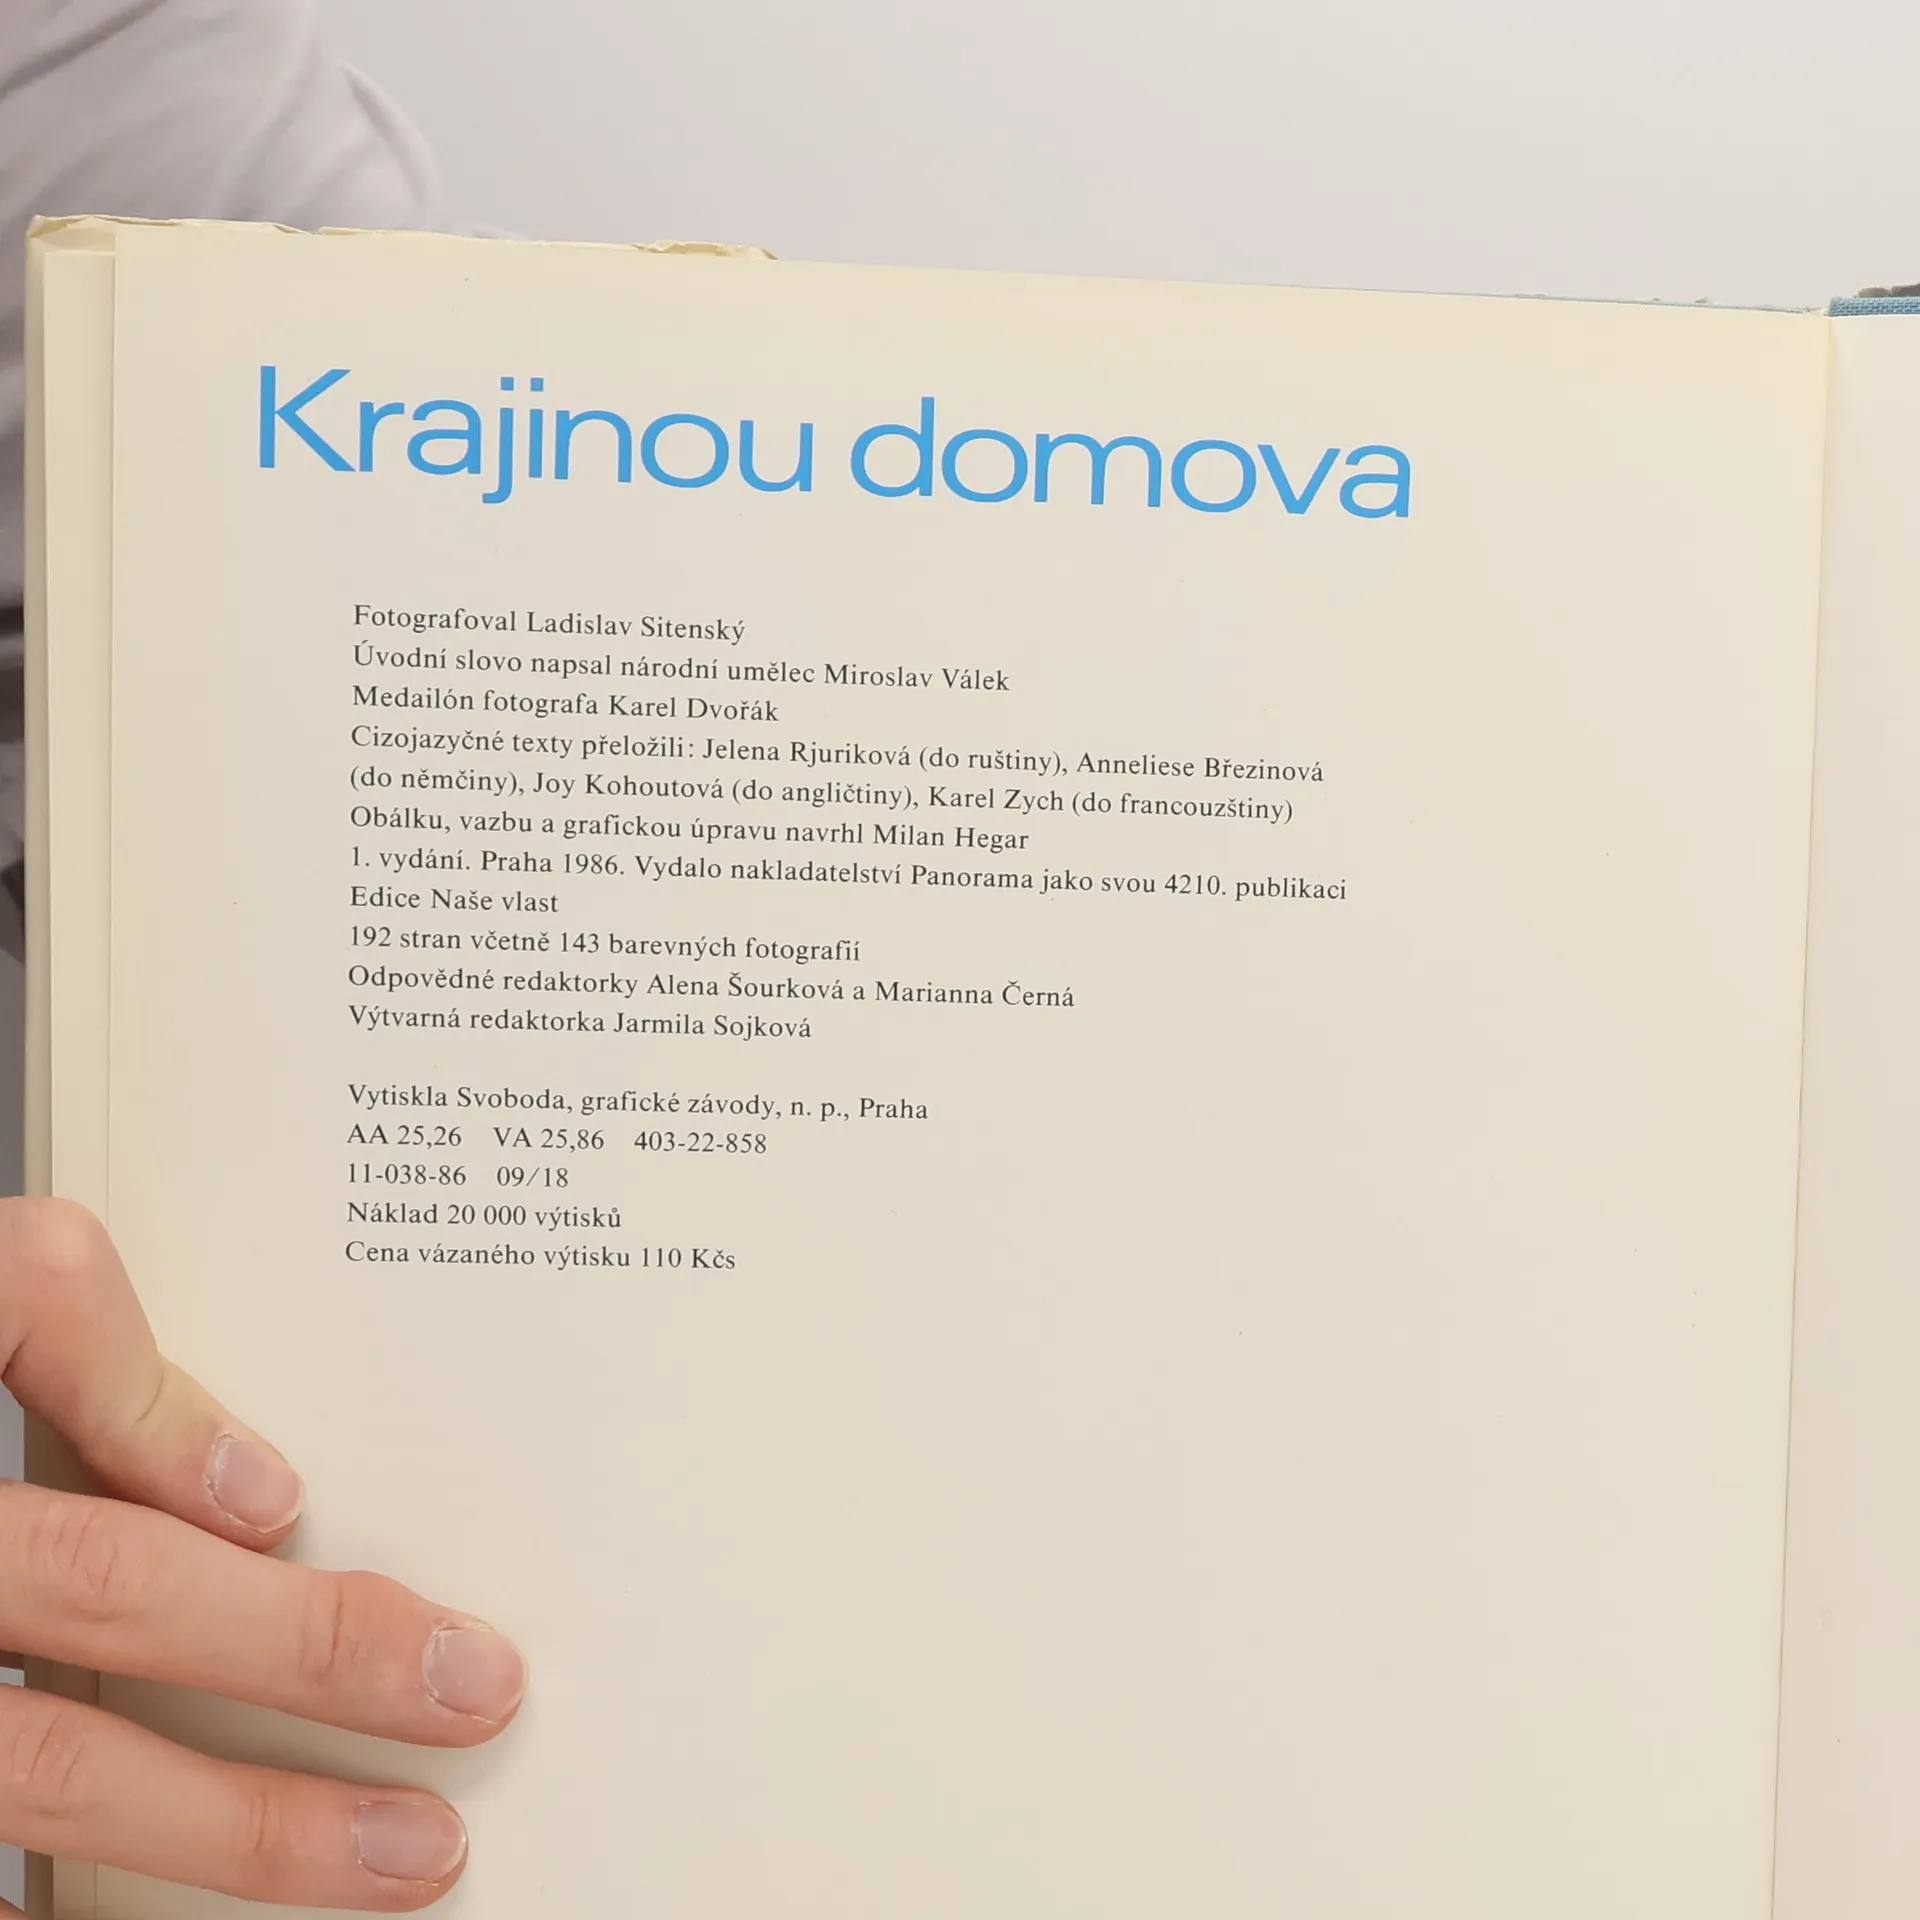 Krajinou domova
Fotografoval Ladislav Sitenský
Úvodní slovo napsal národní umělec Miroslav Válek
Medailón fotografa Karel Dvořák
Cizojazyčné texty přeložili: Jelena Rjuriková (do ruštiny), Anneliese Březinová
(do němčiny), Joy Kohoutová (do angličtiny), Karel Zych (do francouzštiny)
Obálku, vazbu a grafickou úpravu navrhl Milan Hegar
1. vydání. Praha 1986. Vydalo nakladatelství Panorama jako svou 4210. publikaci
Edice Naše vlast
192 stran včetně 143 barevných fotografií
Odpovědné redaktorky Alena Šourková a Marianna Černá
Výtvarná redaktorka Jarmila Sojková
Vytiskla Svoboda, grafické závody, n. p., Praha
AA 25,26 VA 25,86 403-22-858
11-038-86 09/18
Náklad 20 000 výtisků
Cena vázaného výtisku 110 Kčs